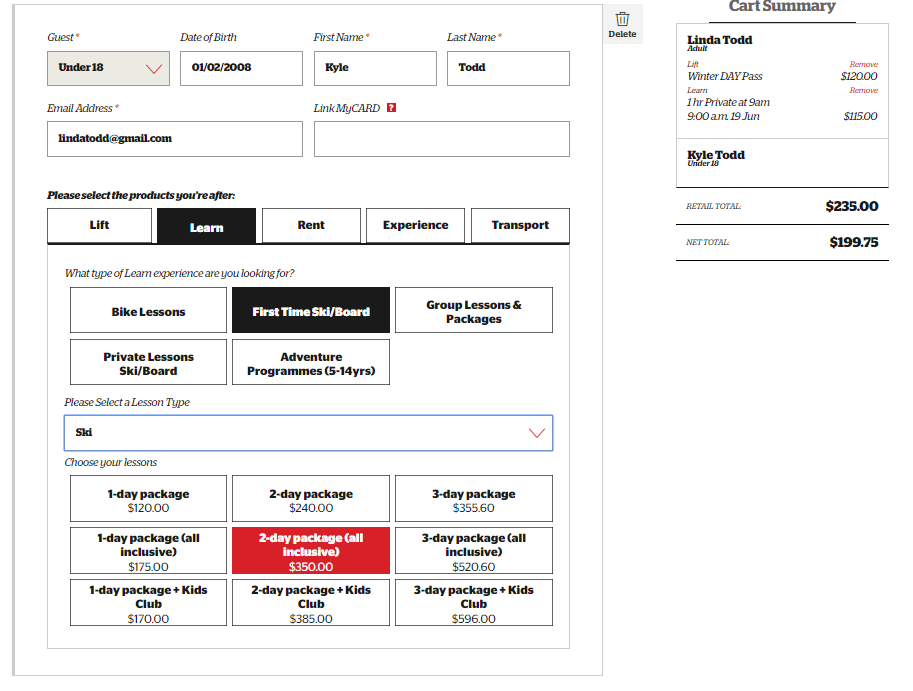 Cart Summary
Delete
Guest * Date of Birth First Name * Last Name *
Under 18 01/02/2008 Kyle Todd
Email Address * Link MyCARD ?
lindatodd@gmail.com
Please select the products you're after:
Lift Learn Rent Experience Transport
What type of Learn experience are you looking for?
Bike Lessons
First Time Ski/Board
Group Lessons &
Packages
Private Lessons
Ski/Board
Adventure
Programmes (5-14yrs)
Please Select a Lesson Type
Ski
Choose your lessons
1-day package
$120.00
2-day package
$240.00
3-day package
$355.60
1-day package (all
inclusive)
$175.00
2-day package (all
inclusive)
$350.00
3-day package (all
inclusive)
$520.60
1-day package + Kids
Club
$170.00
2-day package + Kids
Club
$385.00
3-day package + Kids
Club
$596.00
Linda Todd
Adult
Lift Remove
Winter DAY Pass $120.00
Learn Remove
1 hr Private at 9am
9:00 a.m. 19 Jun $115.00
Kyle Todd
Under 18
RETAIL TOTAL: $235.00
NET TOTAL: $199.75